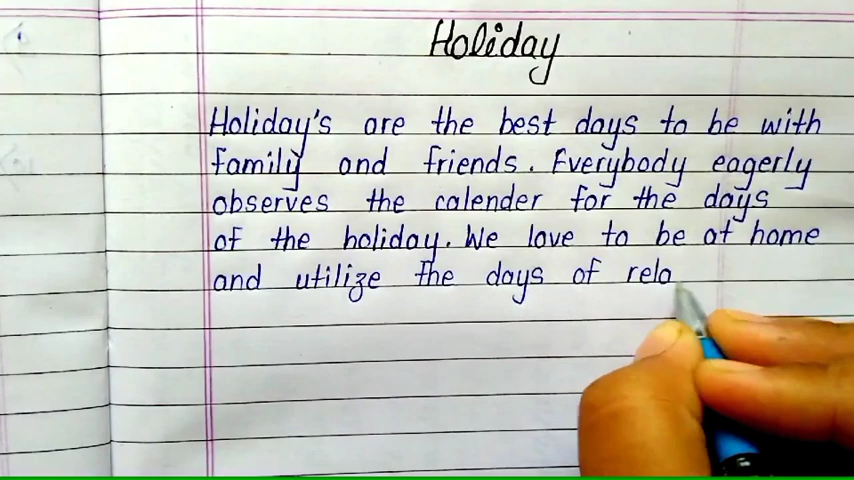 Holiday
Holiday's are the best days to be with
family and friends. Everybody eagerly
observes the calender for the days
of the holiday. We love to be at home
and utilize the days of rela